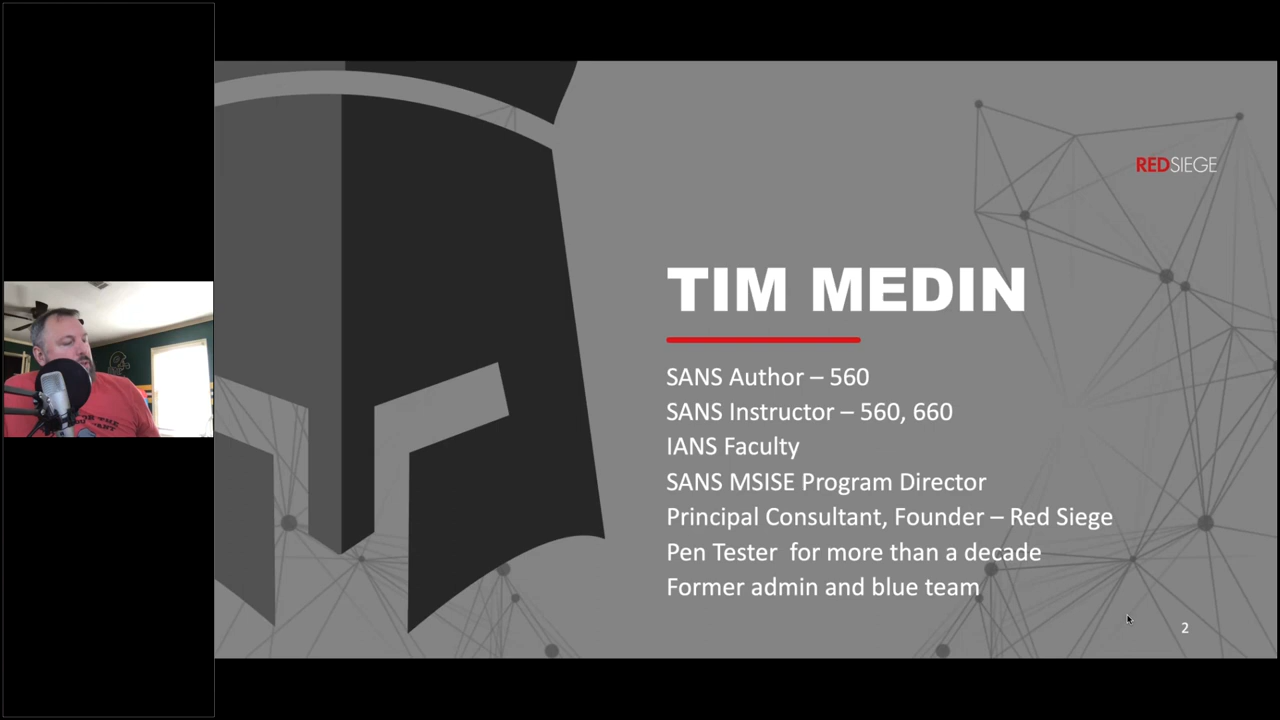 REDSIEGE
TIM MEDIN
SANS Author – 560
SANS Instructor – 560, 660
IANS Faculty
SANS MSISE Program Director
Principal Consultant, Founder – Red Siege
Pen Tester  for more than a decade
Former admin and blue team
2